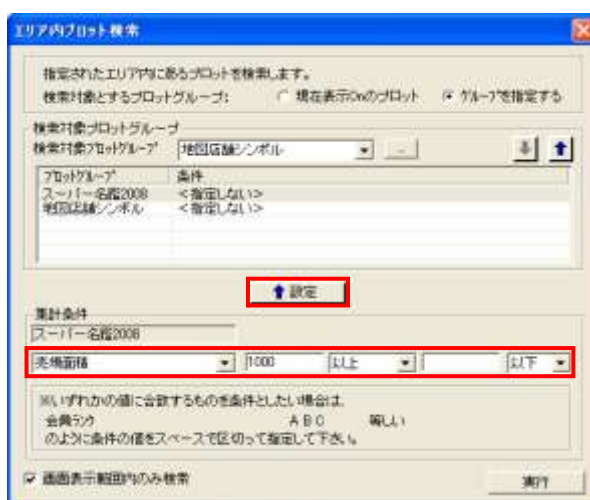 エリア内プロット検索
指定されたエリア内にあるプロットを検索します。
検索対象とするプロットグループ: 現在表示Onのプロット グループを指定する
検索対象プロットグループ
検索対象プロットグループ 地図店舗シンボル ...
プロットグループ 条件
スーパー名鑑2008 <指定しない>
地図店舗シンボル <指定しない>
設定
集計条件
スーパー名鑑2008
売場面積 1000 以上 以下
※いずれかの値に合致するものを条件としたい場合は、
会員ランク A B C 等しい
のように条件の値をスペースで区切って指定して下さい。
画面表示範囲内のみ検索 実行